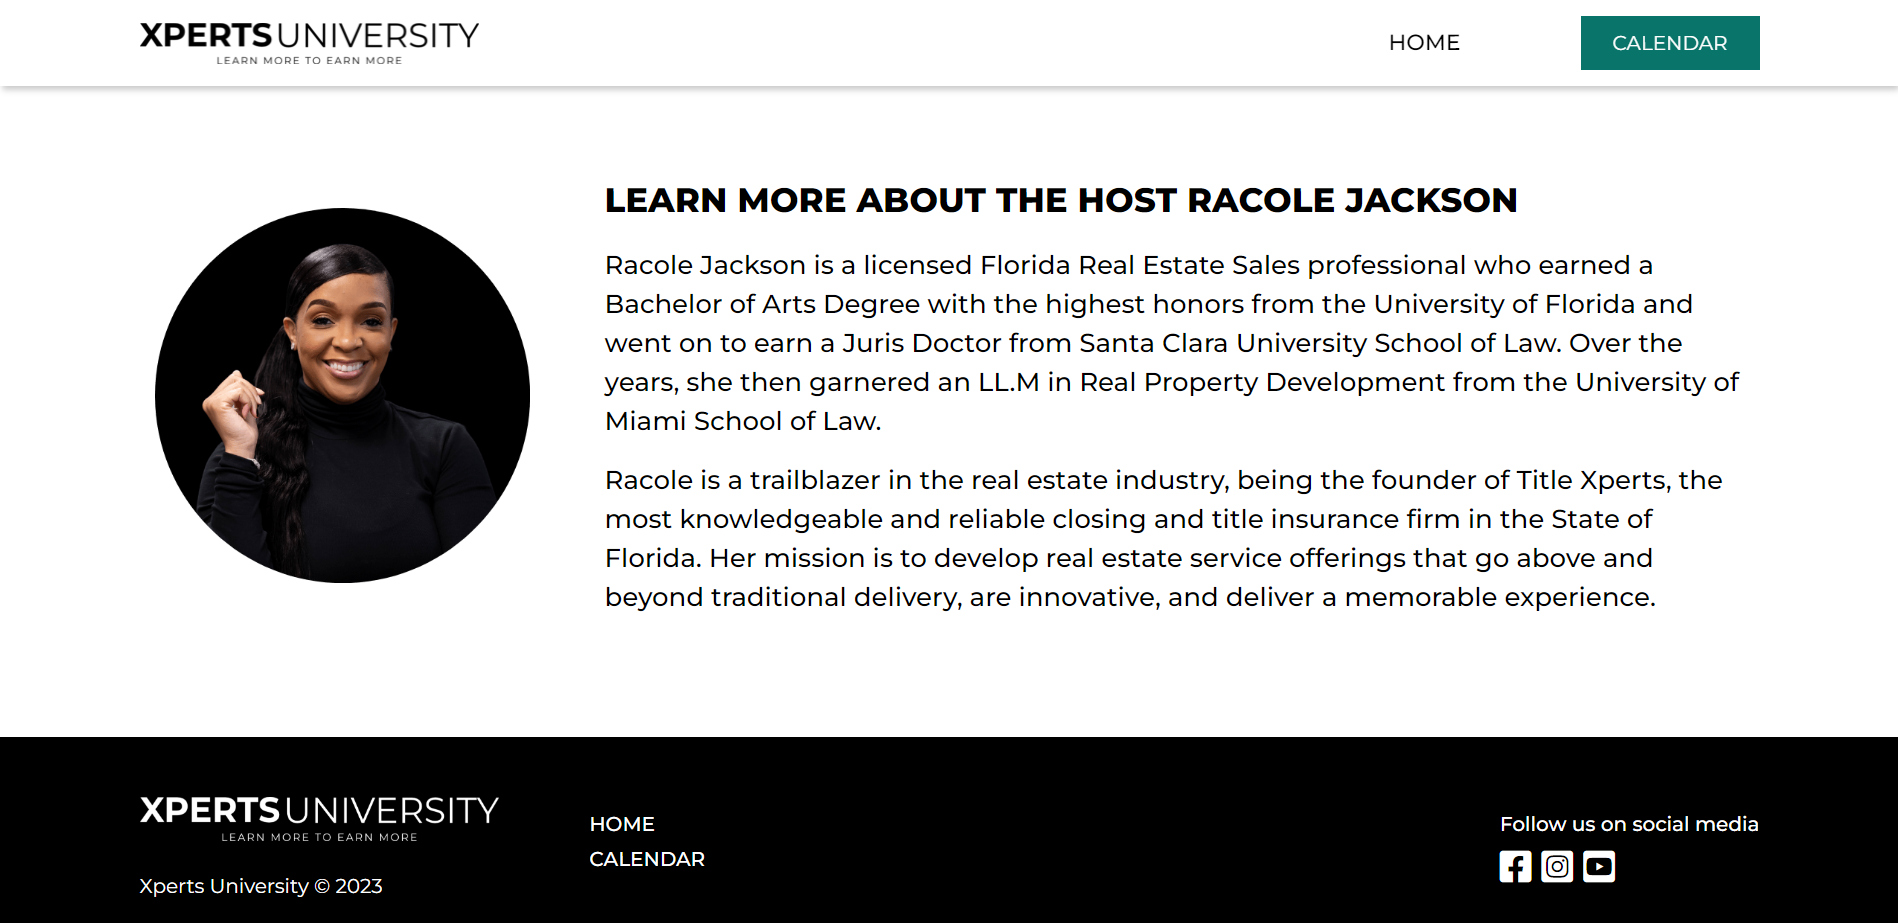 XPERTS UNIVERSITY
LEARN MORE TO EARN MORE
HOME
CALENDAR
LEARN MORE ABOUT THE HOST RACOLE JACKSON
Racole Jackson is a licensed Florida Real Estate Sales professional who earned a
Bachelor of Arts Degree with the highest honors from the University of Florida and
went on to earn a Juris Doctor from Santa Clara University School of Law. Over the
years, she then garnered an LL.M in Real Property Development from the University of
Miami School of Law.
Racole is a trailblazer in the real estate industry, being the founder of Title Xperts, the
most knowledgeable and reliable closing and title insurance firm in the State of
Florida. Her mission is to develop real estate service offerings that go above and
beyond traditional delivery, are innovative, and deliver a memorable experience.
XPERTS UNIVERSITY
LEARN MORE TO EARN MORE
Xperts University © 2023
HOME
CALENDAR
Follow us on social media